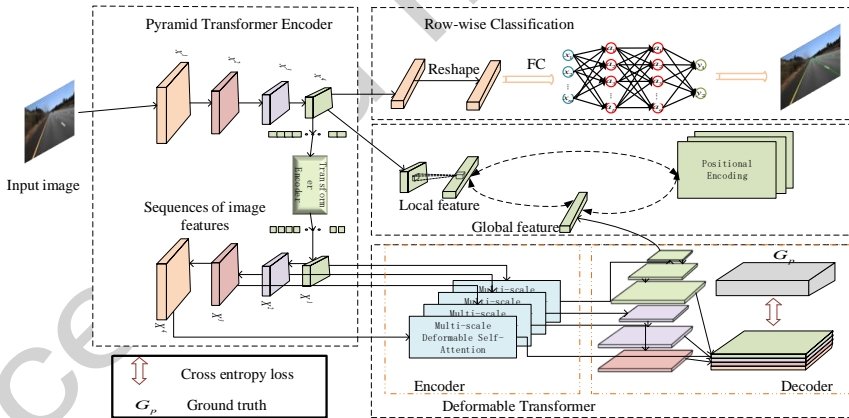 Pyramid Transformer Encoder
Row-wise Classification
Reshape
FC
Input image
Transform
er
Encoder
Local feature
Positional
Encoding
Global feature
Sequences of image
features
Multi-scale
Multi-scale
Multi-scale
Multi-scale
Deformable Self-
Attention
G_p
Cross entropy loss
G_p Ground truth
Encoder
Decoder
Deformable Transformer